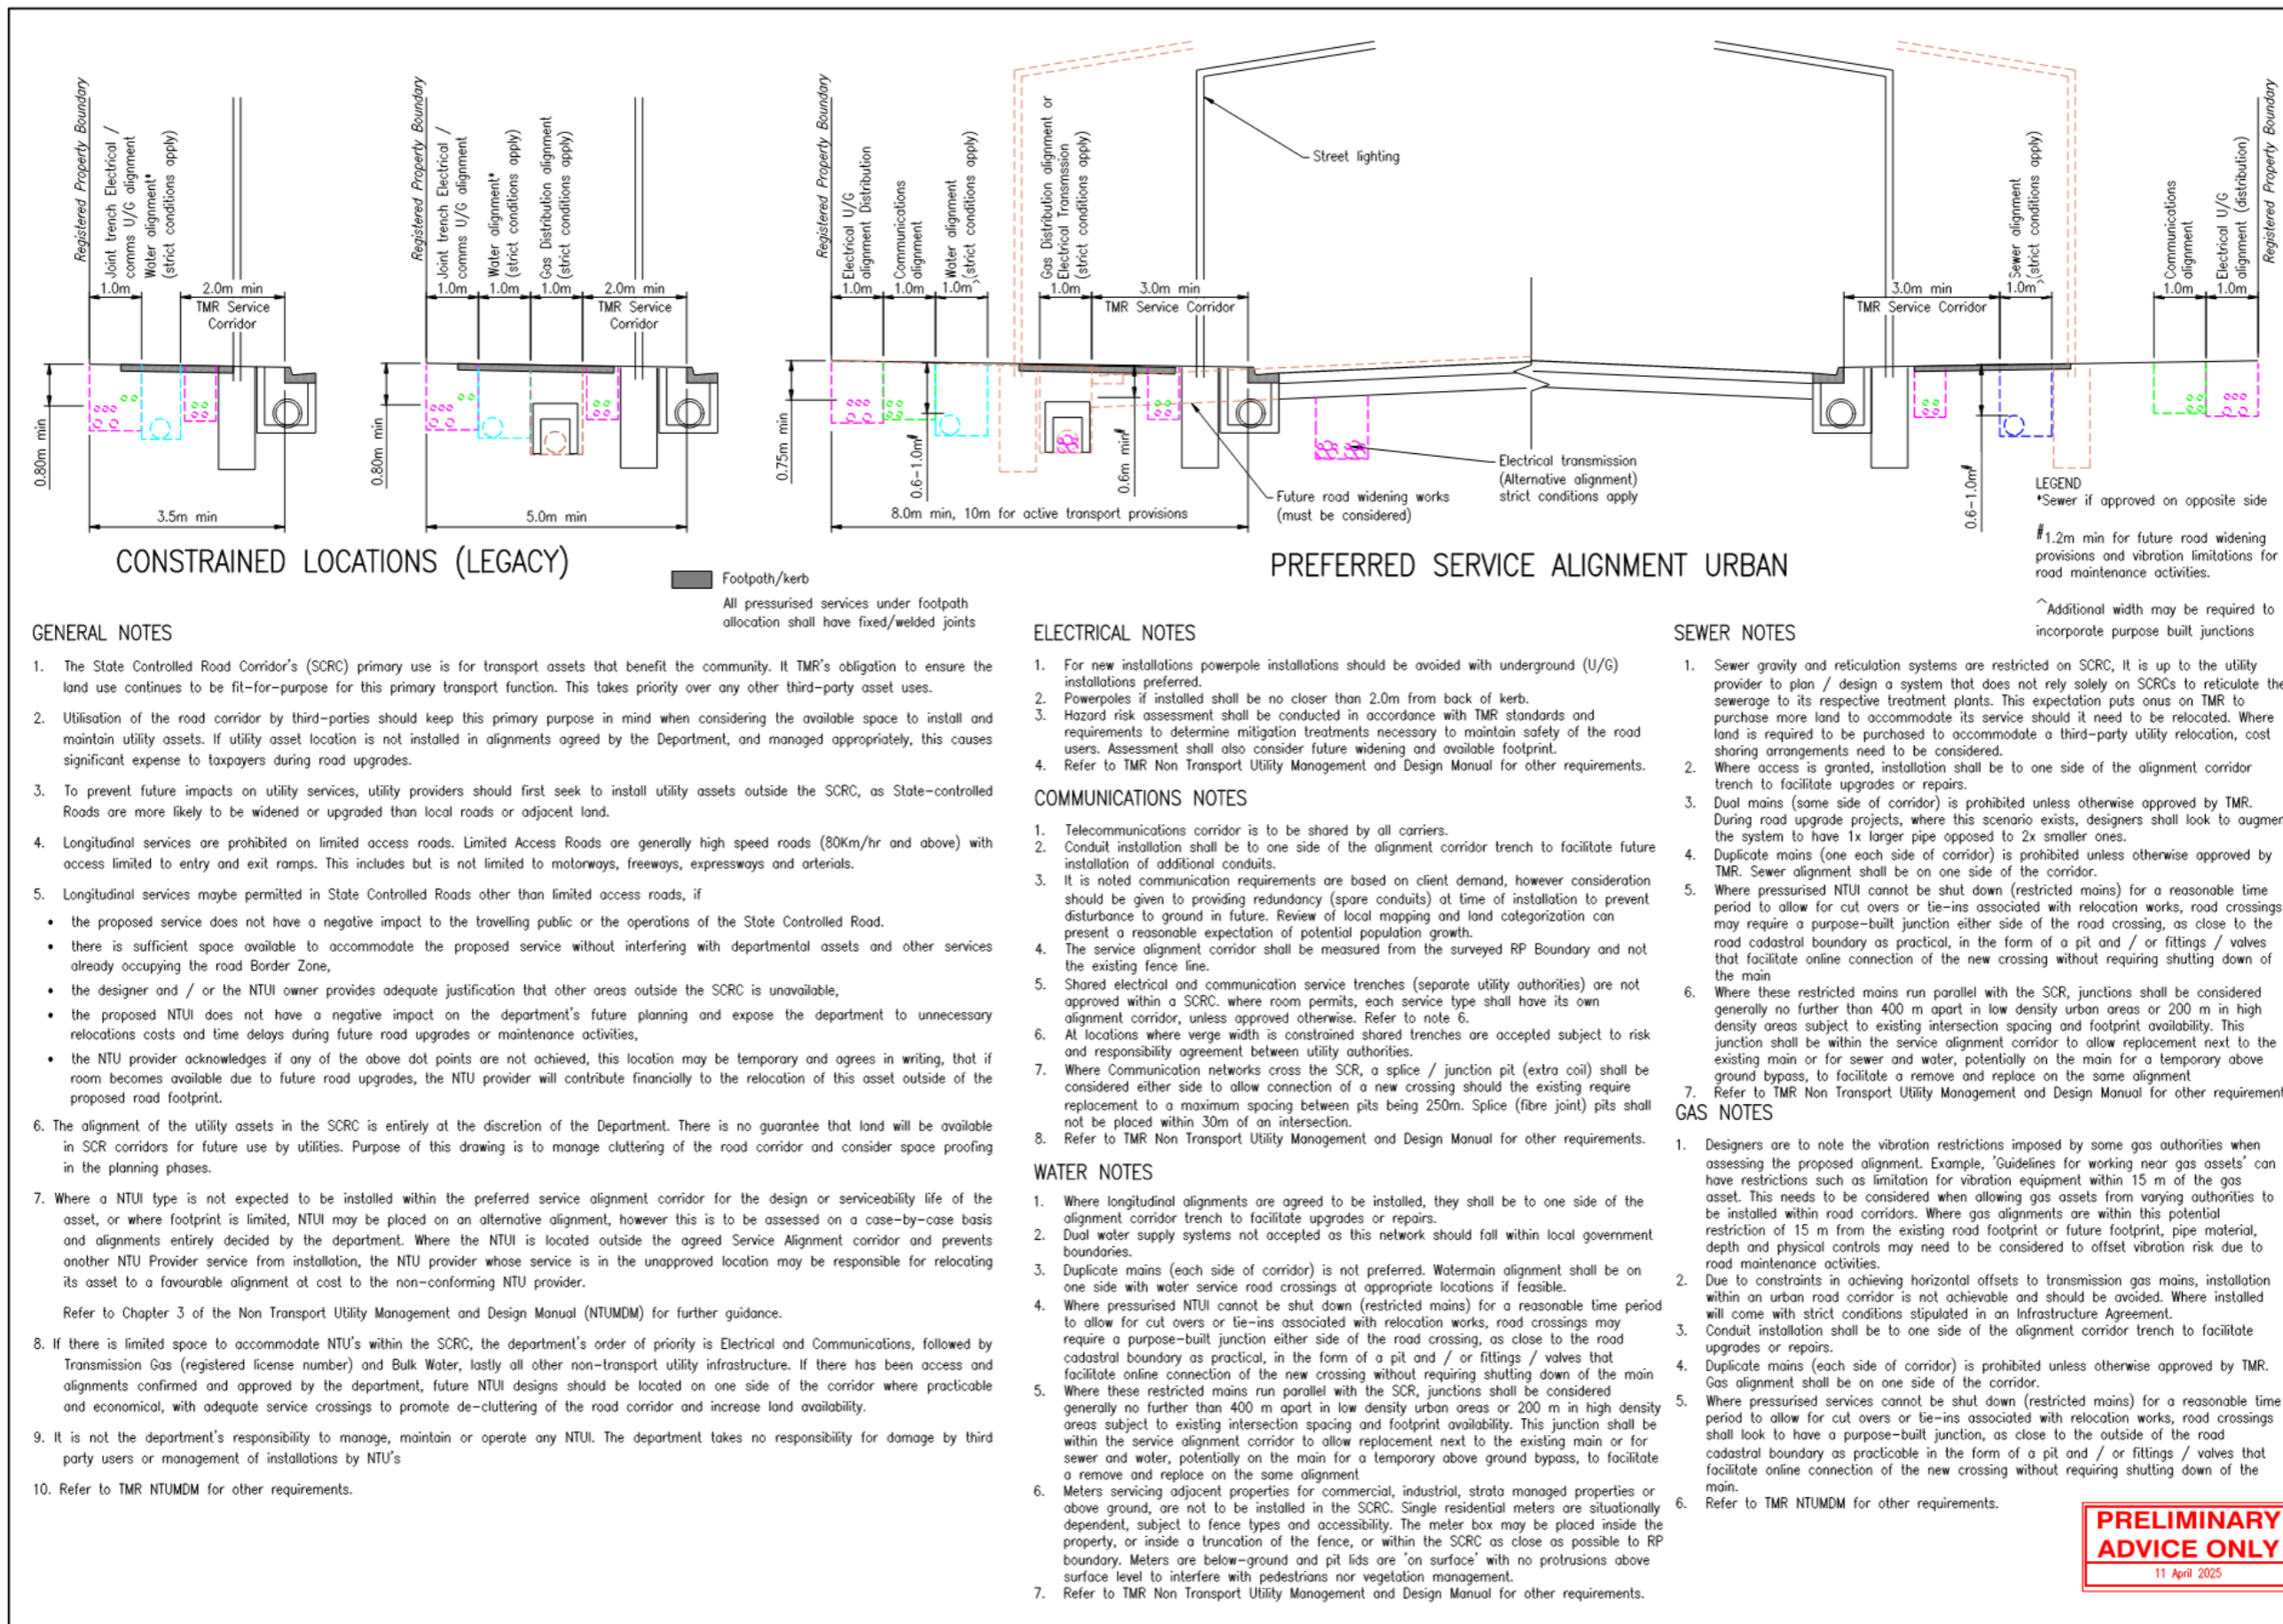 Registered Property Boundary
Joint trench Electrical /
comms U/G alignment
Water alignment*
(strict conditions apply)
1.0m
2.0m min
TMR Service
Corridor
0.80m min
3.5m min
Registered Property Boundary
Joint trench Electrical /
comms U/G alignment
Water alignment*
(strict conditions apply)
Gas Distribution alignment
(strict conditions apply)
1.0m
1.0m
1.0m
2.0m min
TMR Service
Corridor
0.80m min
5.0m min
CONSTRAINED LOCATIONS (LEGACY)
Registered Property Boundary
Electrical U/G
alignment Distribution
Communications
alignment
Water alignment
^(strict conditions apply)
Gas Distribution alignment or
Electrical Transmssion
(strict conditions apply)
1.0m
1.0m
1.0m^
1.0m
3.0m min
TMR Service Corridor
Street lighting
0.75m min
0.6-1.0m#
0.6m min#
8.0m min, 10m for active transport provisions
Future road widening works
(must be considered)
Electrical transmission
(Alternative alignment)
strict conditions apply
3.0m min
TMR Service Corridor
Sewer alignment
^(strict conditions apply)
1.0m^
Communications
alignment
1.0m
Electrical U/G
alignment (distribution)
1.0m
Registered Property Boundary
0.6-1.0m#
PREFERRED SERVICE ALIGNMENT URBAN
LEGEND
*Sewer if approved on opposite side
#1.2m min for future road widening
provisions and vibration limitations for
road maintenance activities.
^Additional width may be required to
incorporate purpose built junctions
Footpath/kerb
All pressurised services under footpath
allocation shall have fixed/welded joints
GENERAL NOTES
1. The State Controlled Road Corridor's (SCRC) primary use is for transport assets that benefit the community. It TMR's obligation to ensure the
land use continues to be fit-for-purpose for this primary transport function. This takes priority over any other third-party asset uses.
2. Utilisation of the road corridor by third-parties should keep this primary purpose in mind when considering the available space to install and
maintain utility assets. If utility asset location is not installed in alignments agreed by the Department, and managed appropriately, this causes
significant expense to taxpayers during road upgrades.
3. To prevent future impacts on utility services, utility providers should first seek to install utility assets outside the SCRC, as State-controlled
Roads are more likely to be widened or upgraded than local roads or adjacent land.
4. Longitudinal services are prohibited on limited access roads. Limited Access Roads are generally high speed roads (80Km/hr and above) with
access limited to entry and exit ramps. This includes but is not limited to motorways, freeways, expressways and arterials.
5. Longitudinal services maybe permitted in State Controlled Roads other than limited access roads, if
• the proposed service does not have a negative impact to the travelling public or the operations of the State Controlled Road.
• there is sufficient space available to accommodate the proposed service without interfering with departmental assets and other services
already occupying the road Border Zone,
• the designer and / or the NTUI owner provides adequate justification that other areas outside the SCRC is unavailable,
• the proposed NTUI does not have a negative impact on the department's future planning and expose the department to unnecessary
relocations costs and time delays during future road upgrades or maintenance activities,
• the NTU provider acknowledges if any of the above dot points are not achieved, this location may be temporary and agrees in writing, that if
room becomes available due to future road upgrades, the NTU provider will contribute financially to the relocation of this asset outside of the
proposed road footprint.
6. The alignment of the utility assets in the SCRC is entirely at the discretion of the Department. There is no guarantee that land will be available
in SCR corridors for future use by utilities. Purpose of this drawing is to manage cluttering of the road corridor and consider space proofing
in the planning phases.
7. Where a NTUI type is not expected to be installed within the preferred service alignment corridor for the design or serviceability life of the
asset, or where footprint is limited, NTUI may be placed on an alternative alignment, however this is to be assessed on a case-by-case basis
and alignments entirely decided by the department. Where the NTUI is located outside the agreed Service Alignment corridor and prevents
another NTU Provider service from installation, the NTU provider whose service is in the unapproved location may be responsible for relocating
its asset to a favourable alignment at cost to the non-conforming NTU provider.
Refer to Chapter 3 of the Non Transport Utility Management and Design Manual (NTUMDM) for further guidance.
8. If there is limited space to accommodate NTU's within the SCRC, the department's order of priority is Electrical and Communications, followed by
Transmission Gas (registered license number) and Bulk Water, lastly all other non-transport utility infrastructure. If there has been access and
alignments confirmed and approved by the department, future NTUI designs should be located on one side of the corridor where practicable
and economical, with adequate service crossings to promote de-cluttering of the road corridor and increase land availability.
9. It is not the department's responsibility to manage, maintain or operate any NTUI. The department takes no responsibility for damage by third
party users or management of installations by NTU's
10. Refer to TMR NTUMDM for other requirements.
ELECTRICAL NOTES
1. For new installations powerpole installations should be avoided with underground (U/G)
installations preferred.
2. Powerpoles if installed shall be no closer than 2.0m from back of kerb.
3. Hazard risk assessment shall be conducted in accordance with TMR standards and
requirements to determine mitigation treatments necessary to maintain safety of the road
users. Assessment shall also consider future widening and available footprint.
4. Refer to TMR Non Transport Utility Management and Design Manual for other requirements.
COMMUNICATIONS NOTES
1. Telecommunications corridor is to be shared by all carriers.
2. Conduit installation shall be to one side of the alignment corridor trench to facilitate future
installation of additional conduits.
3. It is noted communication requirements are based on client demand, however consideration
should be given to providing redundancy (spare conduits) at time of installation to prevent
disturbance to ground in future. Review of local mapping and land categorization can
present a reasonable expectation of potential population growth.
4. The service alignment corridor shall be measured from the surveyed RP Boundary and not
the existing fence line.
5. Shared electrical and communication service trenches (separate utility authorities) are not
approved within a SCRC. where room permits, each service type shall have its own
alignment corridor, unless approved otherwise. Refer to note 6.
6. At locations where verge width is constrained shared trenches are accepted subject to risk
and responsibility agreement between utility authorities.
7. Where Communication networks cross the SCR, a splice / junction pit (extra coil) shall be
considered either side to allow connection of a new crossing should the existing require
replacement to a maximum spacing between pits being 250m. Splice (fibre joint) pits shall
not be placed within 30m of an intersection.
8. Refer to TMR Non Transport Utility Management and Design Manual for other requirements.
WATER NOTES
1. Where longitudinal alignments are agreed to be installed, they shall be to one side of the
alignment corridor trench to facilitate upgrades or repairs.
2. Dual water supply systems not accepted as this network should fall within local government
boundaries.
3. Duplicate mains (each side of corridor) is not preferred. Watermain alignment shall be on
one side with water service road crossings at appropriate locations if feasible.
4. Where pressurised NTUI cannot be shut down (restricted mains) for a reasonable time period
to allow for cut overs or tie-ins associated with relocation works, road crossings may
require a purpose-built junction either side of the road crossing, as close to the road
cadastral boundary as practical, in the form of a pit and / or fittings / valves that
facilitate online connection of the new crossing without requiring shutting down of the main
5. Where these restricted mains run parallel with the SCR, junctions shall be considered
generally no further than 400 m apart in low density urban areas or 200 m in high density
areas subject to existing intersection spacing and footprint availability. This junction shall be
within the service alignment corridor to allow replacement next to the existing main or for
sewer and water, potentially on the main for a temporary above ground bypass, to facilitate
a remove and replace on the same alignment
6. Meters servicing adjacent properties for commercial, industrial, strata managed properties or
above ground, are not to be installed in the SCRC. Single residential meters are situationally
dependent, subject to fence types and accessibility. The meter box may be placed inside the
property, or inside a truncation of the fence, or within the SCRC as close as possible to RP
boundary. Meters are below-ground and pit lids are 'on surface' with no protrusions above
surface level to interfere with pedestrians nor vegetation management.
7. Refer to TMR Non Transport Utility Management and Design Manual for other requirements.
SEWER NOTES
1. Sewer gravity and reticulation systems are restricted on SCRC, It is up to the utility
provider to plan / design a system that does not rely solely on SCRCs to reticulate the
sewerage to its respective treatment plants. This expectation puts onus on TMR to
purchase more land to accommodate its service should it need to be relocated. Where
land is required to be purchased to accommodate a third-party utility relocation, cost
sharing arrangements need to be considered.
2. Where access is granted, installation shall be to one side of the alignment corridor
trench to facilitate upgrades or repairs.
3. Dual mains (same side of corridor) is prohibited unless otherwise approved by TMR.
During road upgrade projects, where this scenario exists, designers shall look to augmen
the system to have 1x larger pipe opposed to 2x smaller ones.
4. Duplicate mains (one each side of corridor) is prohibited unless otherwise approved by
TMR. Sewer alignment shall be on one side of the corridor.
5. Where pressurised NTUI cannot be shut down (restricted mains) for a reasonable time
period to allow for cut overs or tie-ins associated with relocation works, road crossings
may require a purpose-built junction either side of the road crossing, as close to the
road cadastral boundary as practical, in the form of a pit and / or fittings / valves
that facilitate online connection of the new crossing without requiring shutting down of
the main
6. Where these restricted mains run parallel with the SCR, junctions shall be considered
generally no further than 400 m apart in low density urban areas or 200 m in high
density areas subject to existing intersection spacing and footprint availability. This
junction shall be within the service alignment corridor to allow replacement next to the
existing main or for sewer and water, potentially on the main for a temporary above
ground bypass, to facilitate a remove and replace on the same alignment
7. Refer to TMR Non Transport Utility Management and Design Manual for other requirement
GAS NOTES
1. Designers are to note the vibration restrictions imposed by some gas authorities when
assessing the proposed alignment. Example, 'Guidelines for working near gas assets' can
have restrictions such as limitation for vibration equipment within 15 m of the gas
asset. This needs to be considered when allowing gas assets from varying authorities to
be installed within road corridors. Where gas alignments are within this potential
restriction of 15 m from the existing road footprint or future footprint, pipe material,
depth and physical controls may need to be considered to offset vibration risk due to
road maintenance activities.
2. Due to constraints in achieving horizontal offsets to transmission gas mains, installation
within an urban road corridor is not achievable and should be avoided. Where installed
will come with strict conditions stipulated in an Infrastructure Agreement.
3. Conduit installation shall be to one side of the alignment corridor trench to facilitate
upgrades or repairs.
4. Duplicate mains (each side of corridor) is prohibited unless otherwise approved by TMR.
Gas alignment shall be on one side of the corridor.
5. Where pressurised services cannot be shut down (restricted mains) for a reasonable time
period to allow for cut overs or tie-ins associated with relocation works, road crossings
shall look to have a purpose-built junction, as close to the outside of the road
cadastral boundary as practicable in the form of a pit and / or fittings / valves that
facilitate online connection of the new crossing without requiring shutting down of the
main.
6. Refer to TMR NTUMDM for other requirements.
PRELIMINARY
ADVICE ONLY
11 April 2025